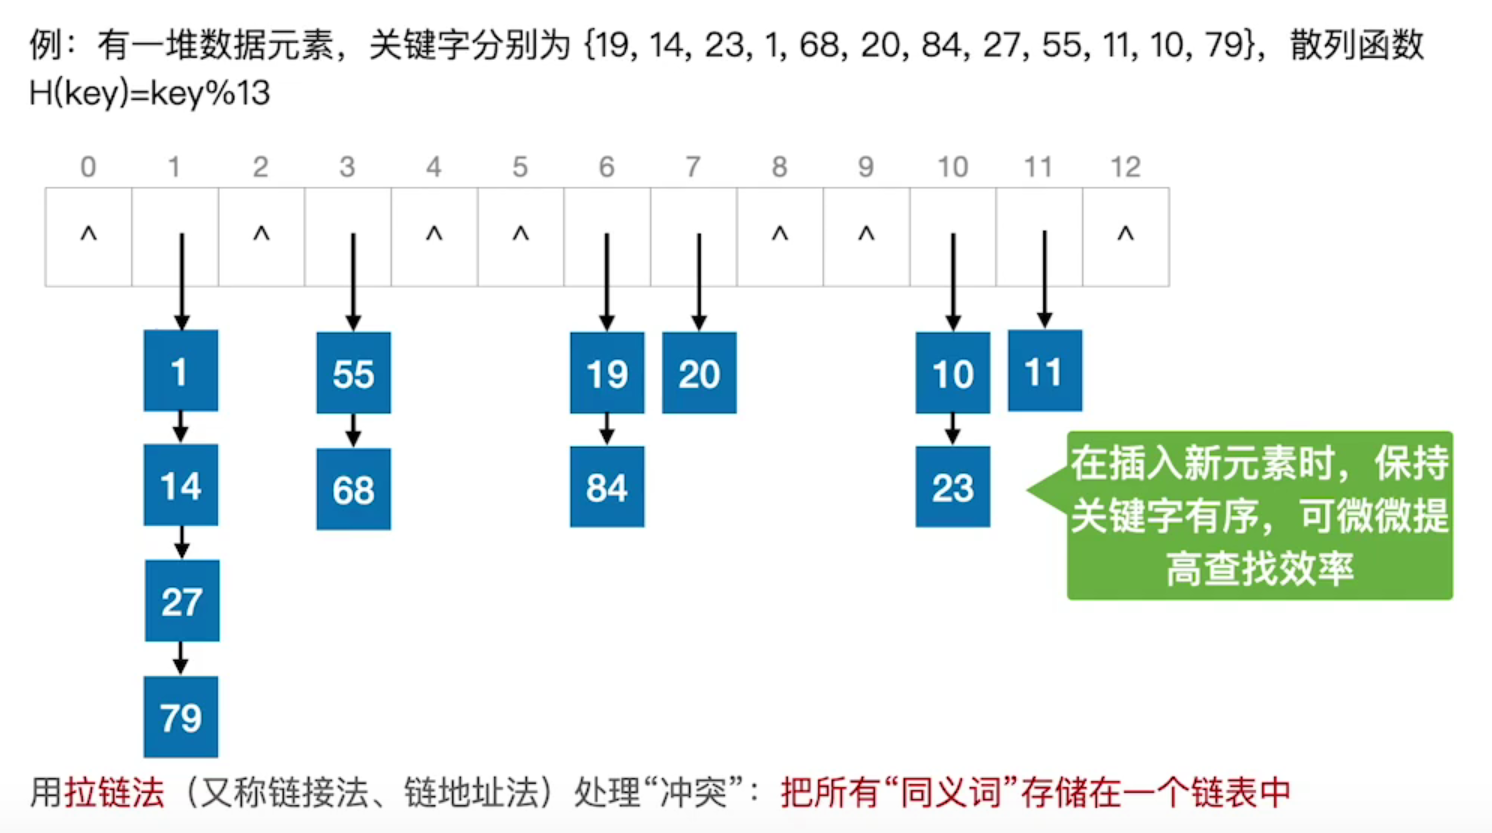 例：有一堆数据元素，关键字分别为 {19, 14, 23, 1, 68, 20, 84, 27, 55, 11, 10, 79}，散列函数
H(key)=key%13
0 1 2 3 4 5 6 7 8 9 10 11 12
^ ^ ^ ^ ^ ^ ^
1 55 19 20 10 11
14 68 84 23
27
79
在插入新元素时，保持
关键字有序，可微微提
高查找效率
用拉链法（又称链接法、链地址法）处理“冲突”：把所有“同义词”存储在一个链表中